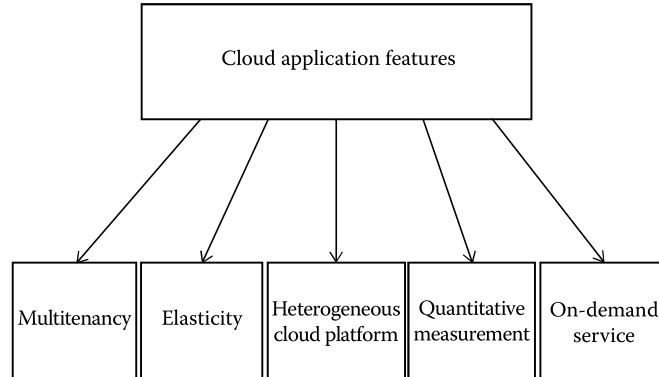 Cloud application features
Multitenancy
Elasticity
Heterogeneous
cloud platform
Quantitative
measurement
On-demand
service